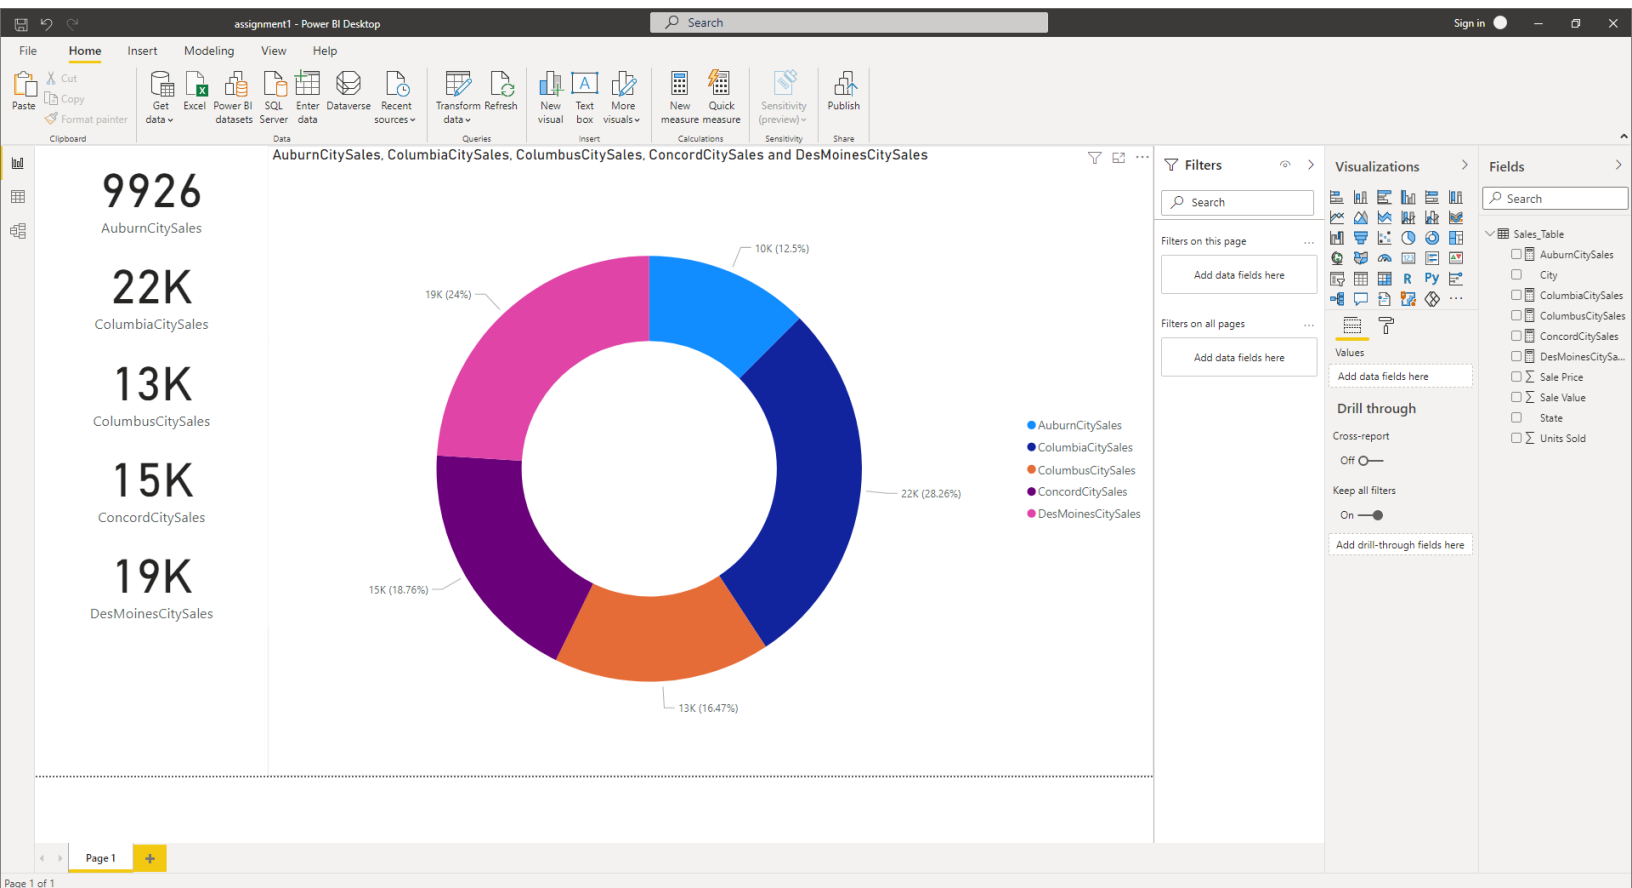 assignment1 - Power BI Desktop
Search
Sign in
File Home Insert Modeling View Help
Paste
Cut
Copy
Format painter
Clipboard
Get data
Excel
Power BI datasets
SQL Server
Enter data
Dataverse
Recent sources
Data
Transform data
Refresh
Queries
New visual
Text box
More visuals
Insert
New measure
Quick measure
Calculations
Sensitivity (preview)
Sensitivity
Publish
Share
9926
AuburnCitySales
22K
ColumbiaCitySales
13K
ColumbusCitySales
15K
ConcordCitySales
19K
DesMoinesCitySales
AuburnCitySales, ColumbiaCitySales, ColumbusCitySales, ConcordCitySales and DesMoinesCitySales
10K (12.5%)
19K (24%)
22K (28.26%)
15K (18.76%)
13K (16.47%)
AuburnCitySales
ColumbiaCitySales
ColumbusCitySales
ConcordCitySales
DesMoinesCitySales
Filters
Search
Filters on this page ...
Add data fields here
Filters on all pages ...
Add data fields here
Visualizations
123
R Py
...
Values
Add data fields here
Drill through
Cross-report
Off
Keep all filters
On
Add drill-through fields here
Fields
Search
Sales_Table
AuburnCitySales
City
ColumbiaCitySales
ColumbusCitySales
ConcordCitySales
DesMoinesCitySa...
Σ Sale Price
Σ Sale Value
State
Σ Units Sold
Page 1
+
Page 1 of 1